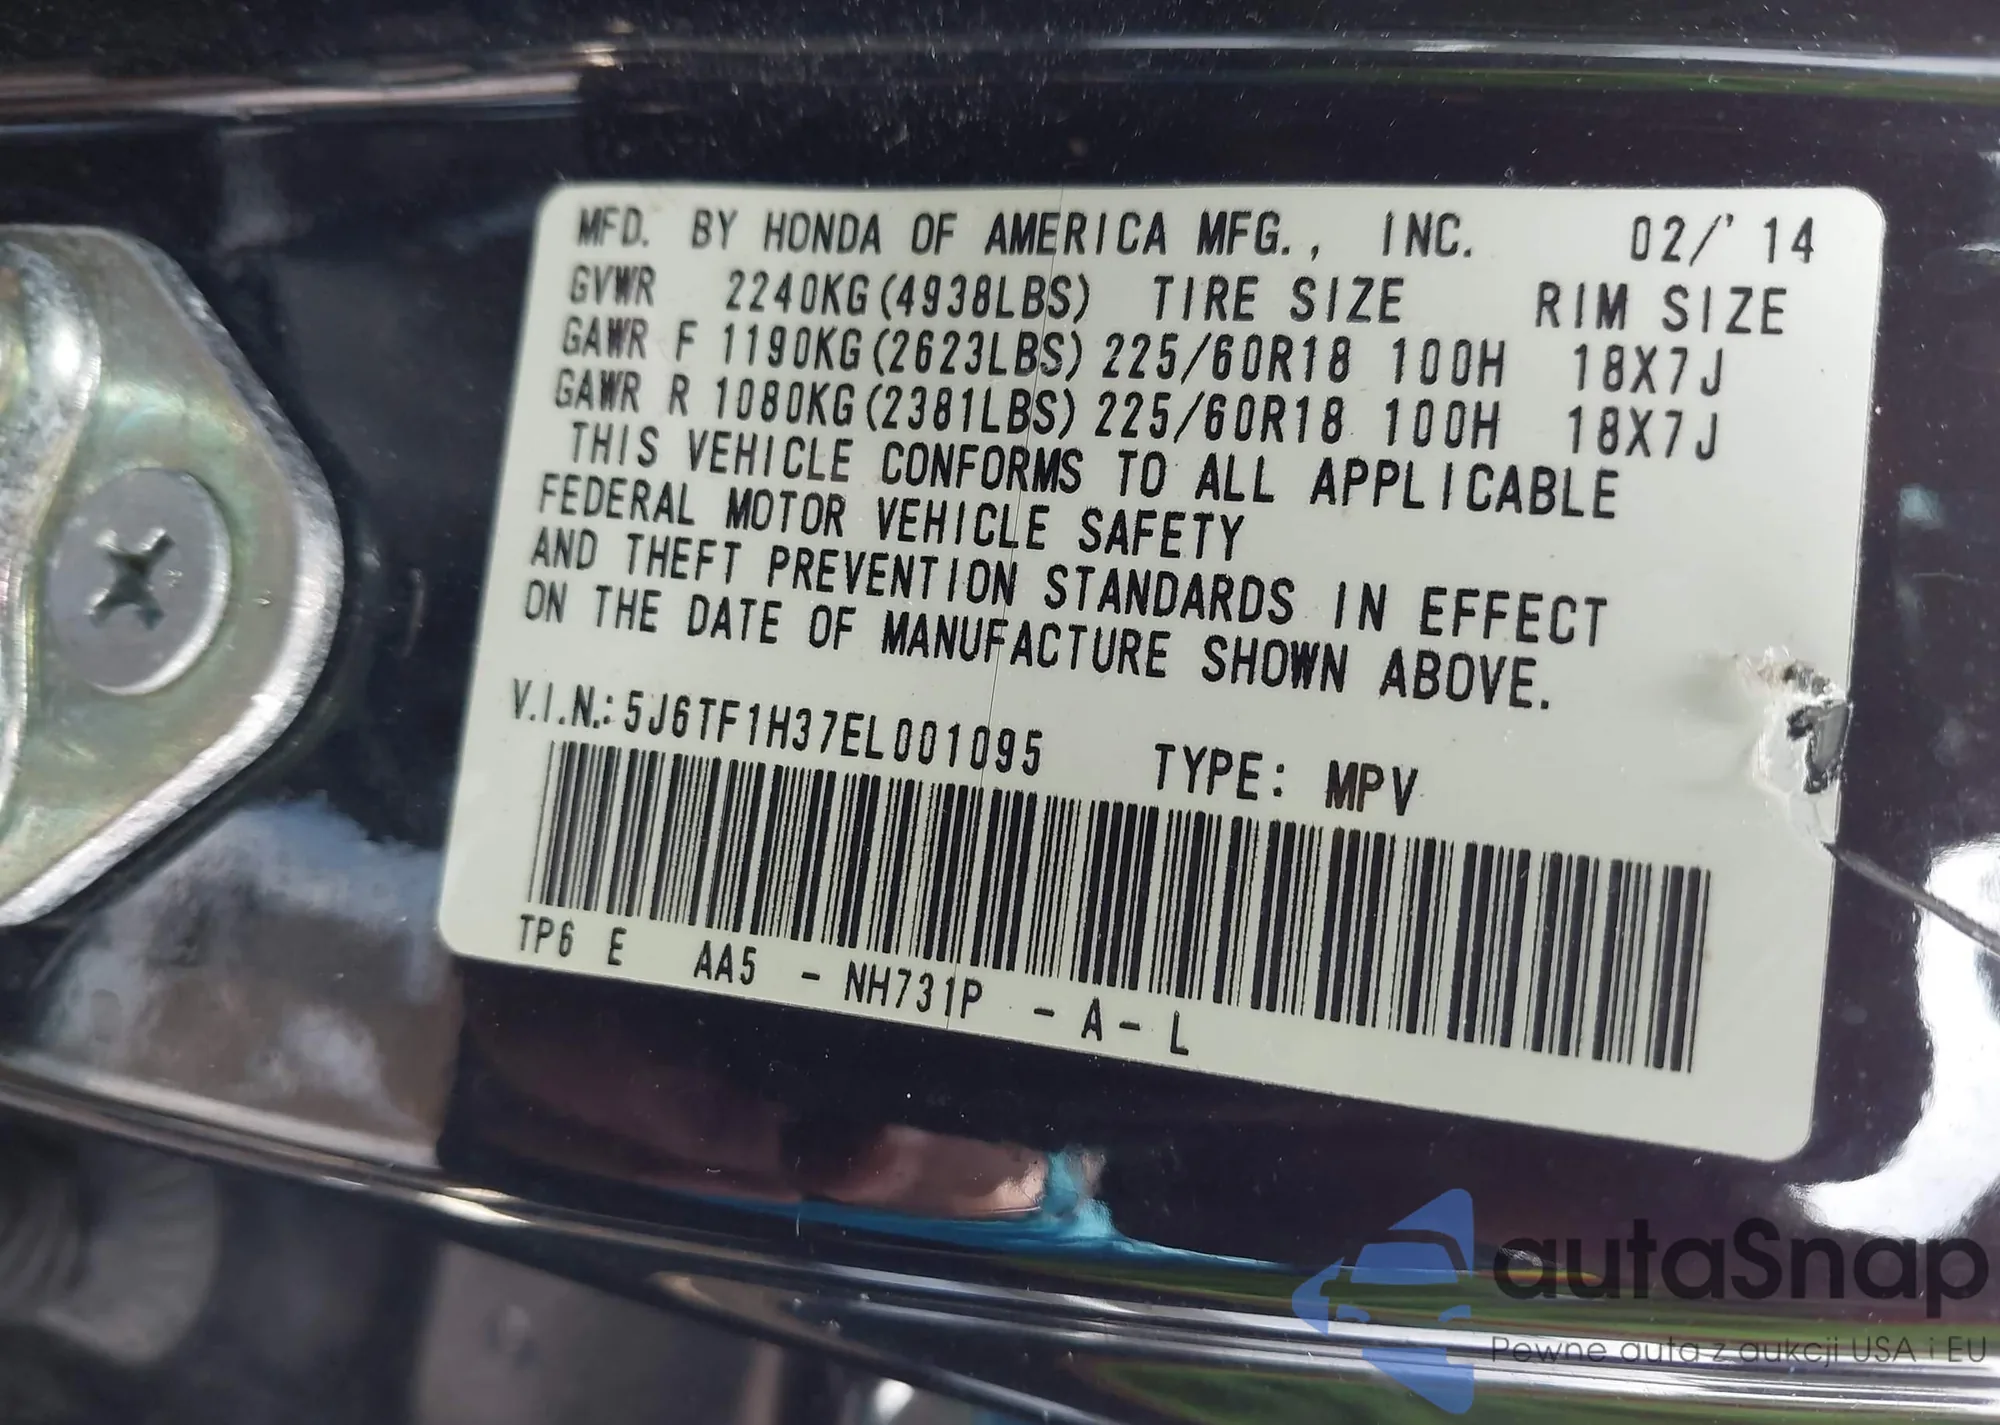 MFD. BY HONDA OF AMERICA MFG., INC. 02/'14
GVWR 2240KG(4938LBS) TIRE SIZE RIM SIZE
GAWR F 1190KG(2623LBS) 225/60R18 100H 18X7J
GAWR R 1080KG(2381LBS) 225/60R18 100H 18X7J
THIS VEHICLE CONFORMS TO ALL APPLICABLE
FEDERAL MOTOR VEHICLE SAFETY
AND THEFT PREVENTION STANDARDS IN EFFECT
ON THE DATE OF MANUFACTURE SHOWN ABOVE.
V.I.N.: 5J6TF1H37EL001095 TYPE: MPV
TP6 E AA5 - NH731P - A - L
autaSnap
Pewne auta z aukcji USA i EU